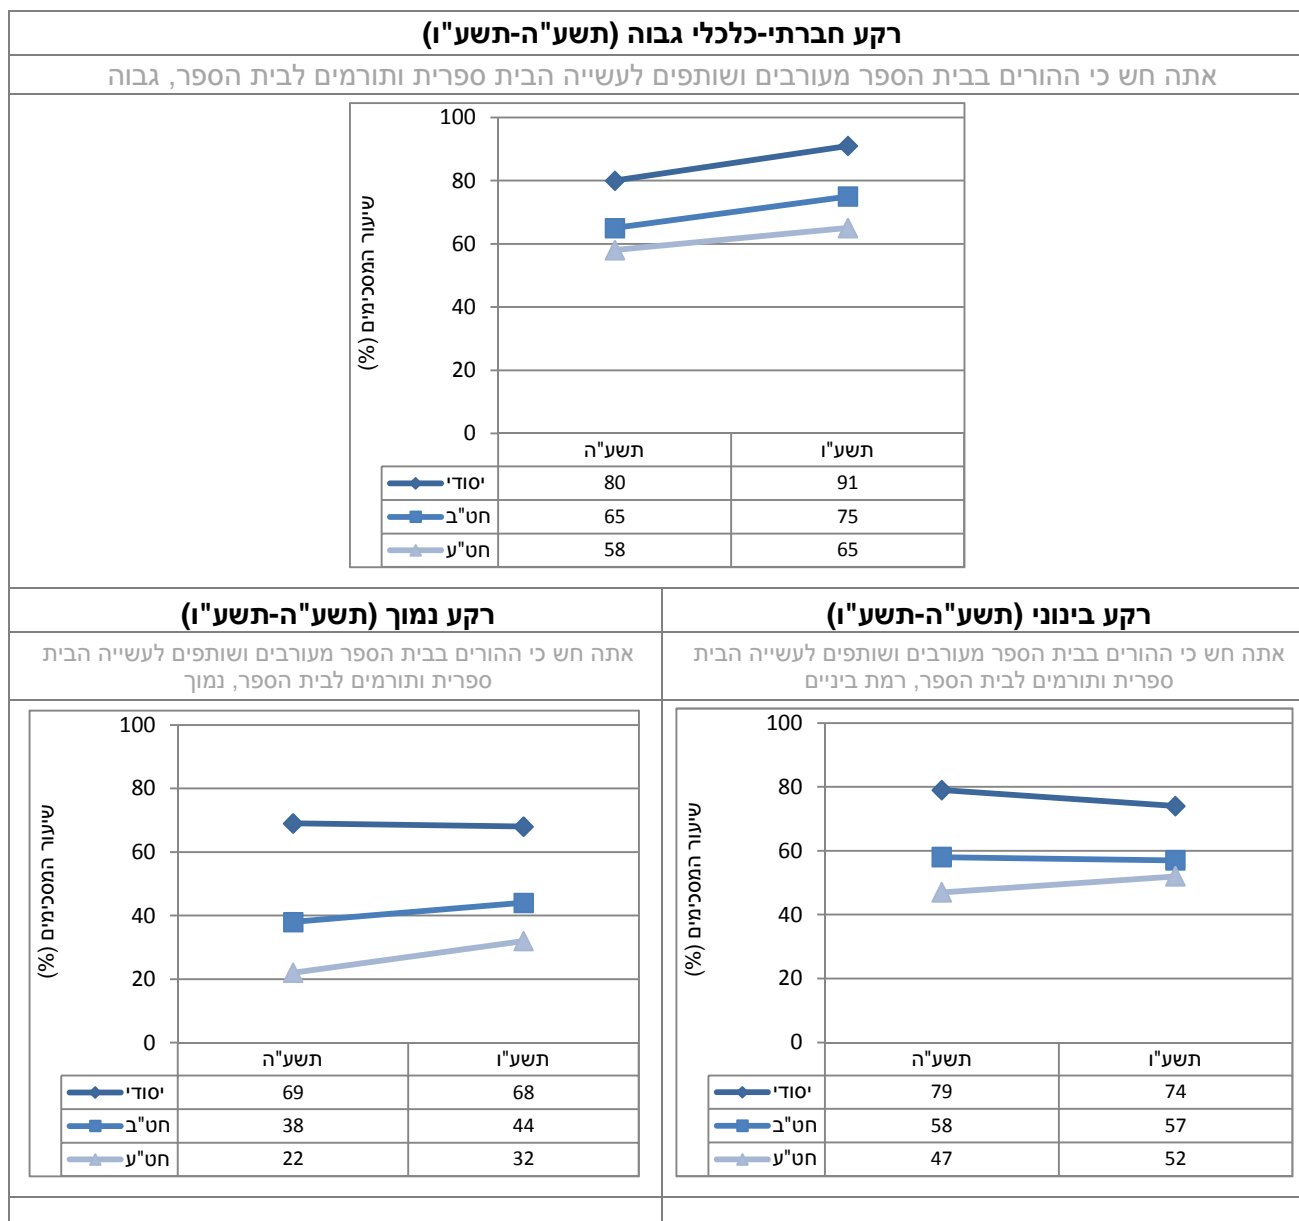 רקע חברתי-כלכלי גבוה (תשע"ה-תשע"ו)
אתה חש כי ההורים בבית הספר מעורבים ושותפים לעשייה הבית ספרית ותורמים לבית הספר, גבוה
שיעור המסכימים (%)
100
80
60
40
20
0
תשע"ה תשע"ו
יסודי 80 91
חט"ב 65 75
חט"ע 58 65
רקע בינוני (תשע"ה-תשע"ו)
אתה חש כי ההורים בבית הספר מעורבים ושותפים לעשייה הבית
ספרית ותורמים לבית הספר, רמת ביניים
שיעור המסכימים (%)
100
80
60
40
20
0
תשע"ה תשע"ו
יסודי 79 74
חט"ב 58 57
חט"ע 47 52
רקע נמוך (תשע"ה-תשע"ו)
אתה חש כי ההורים בבית הספר מעורבים ושותפים לעשייה הבית
ספרית ותורמים לבית הספר, נמוך
שיעור המסכימים (%)
100
80
60
40
20
0
תשע"ה תשע"ו
יסודי 69 68
חט"ב 38 44
חט"ע 22 32